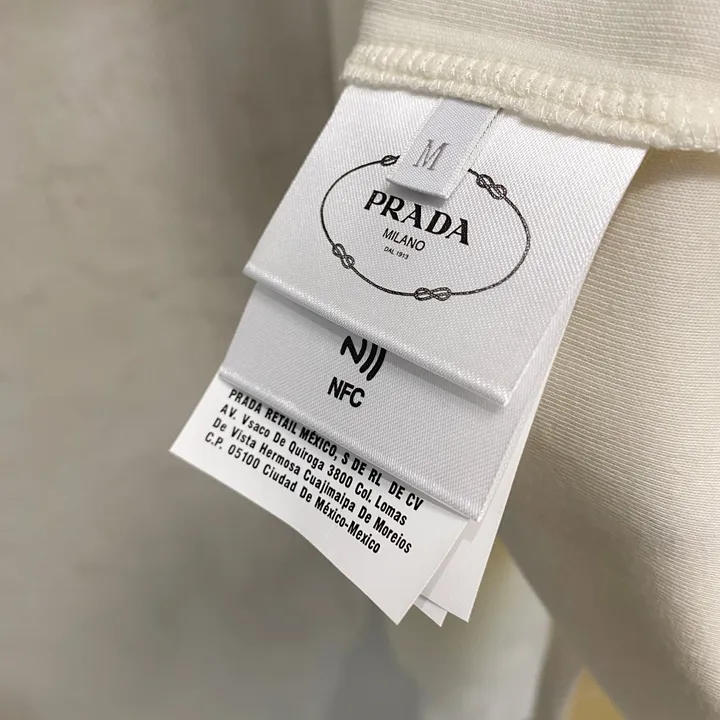 M
PRADA
MILANO
DAL 1913
NFC
PRADA RETAIL MÉXICO, S DE RL DE CV
AV. Vsaco De Quiroga 3800 Col. Lomas
De Vista Hermosa Cuajimaipa De Moreios
C.P. 05100 Ciudad De México-Mexico